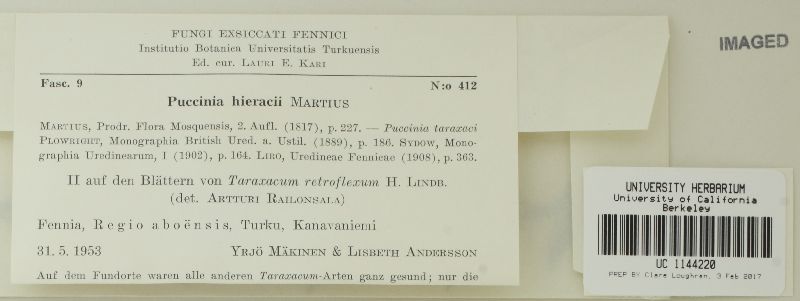 FUNGI EXSICCATI FENNICI
Institutio Botanica Universitatis Turkuensis
Ed. cur. LAURI E. KARI
Fasc. 9 N:o 412
Puccinia hieracii MARTIUS
MARTIUS, Prodr. Flora Mosquensis, 2. Aufl. (1817), p. 227. — Puccinia taraxaci
PLOWRIGHT, Monographia British Ured. a. Ustil. (1889), p. 186. SYDOW, Mono-
graphia Uredinearum, I (1902), p. 164. LIRO, Uredineae Fennicae (1908), p. 363.
II auf den Blättern von Taraxacum retroflexum H. LINDB.
(det. ARTTURI RAILONSALA)
Fennia, Regio aboënsis, Turku, Kanavaniemi
31. 5. 1953 YRJÖ MÄKINEN & LISBETH ANDERSSON
Auf dem Fundorte waren alle anderen Taraxacum-Arten ganz gesund; nur die
IMAGED
UNIVERSITY HERBARIUM
University of California
Berkeley
UC 1144220
PREP BY Clare Loughran, 3 Feb 2017